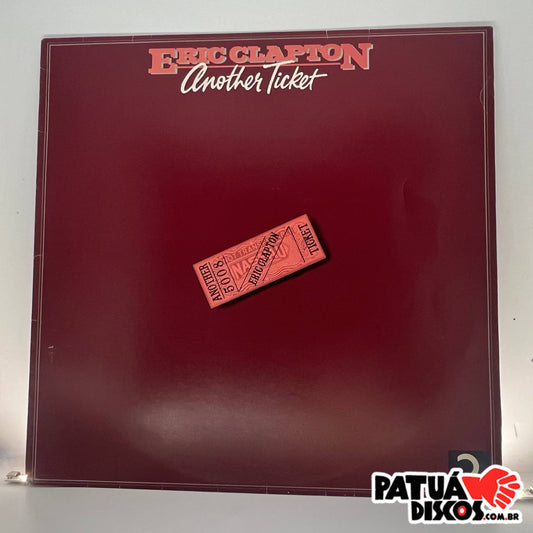 ERIC CLAPTON
Another Ticket
ANOTHER
5008
ERIC CLAPTON
TICKET
PATUÁ
DISCOS.COM.BR